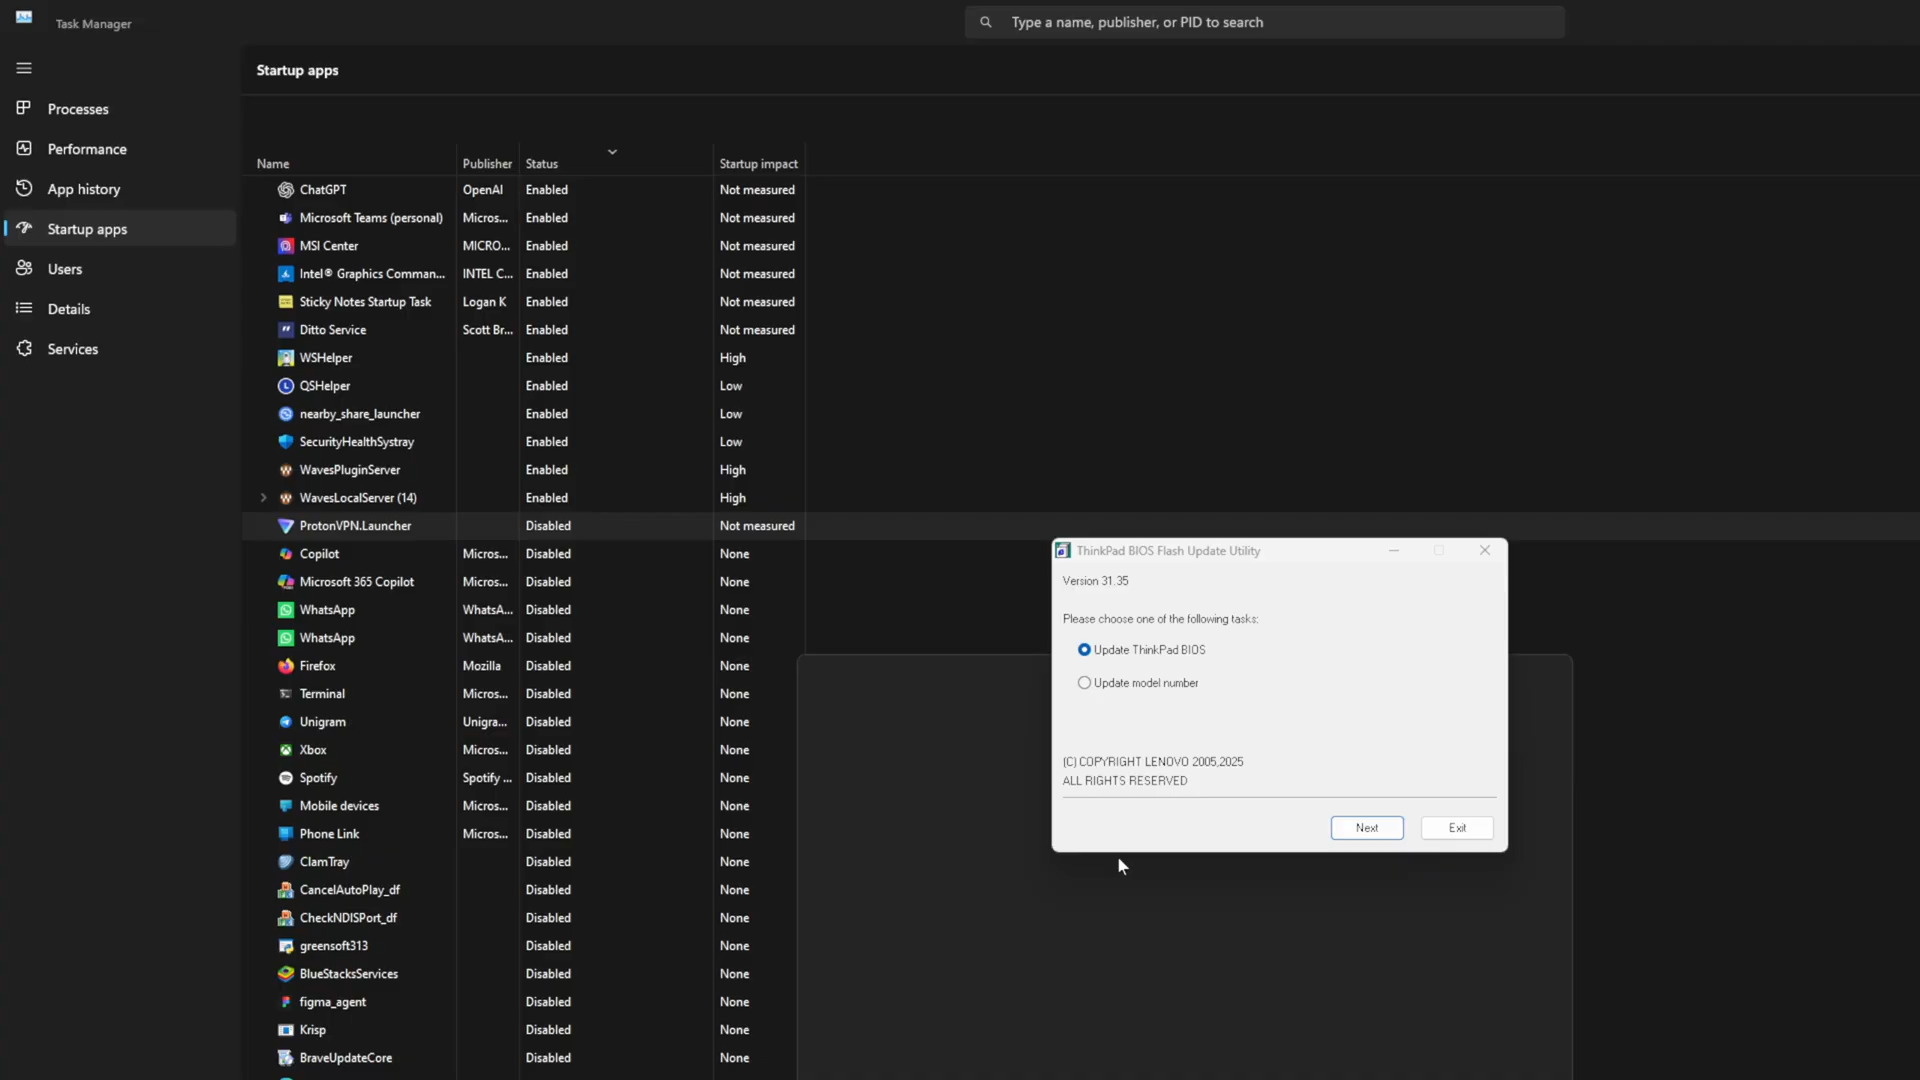 Task Manager
Type a name, publisher, or PID to search
Startup apps
Processes
Performance
App history
Startup apps
Users
Details
Services
Name Publisher Status Startup impact
ChatGPT OpenAI Enabled Not measured
Microsoft Teams (personal) Micros... Enabled Not measured
MSI Center MICRO... Enabled Not measured
Intel® Graphics Comman... INTEL C... Enabled Not measured
Sticky Notes Startup Task Logan K Enabled Not measured
Ditto Service Scott Br... Enabled Not measured
WSHelper Enabled High
QSHelper Enabled Low
nearby_share_launcher Enabled Low
SecurityHealthSystray Enabled Low
WavesPluginServer Enabled High
WavesLocalServer (14) Enabled High
ProtonVPN.Launcher Disabled Not measured
Copilot Micros... Disabled None
Microsoft 365 Copilot Micros... Disabled None
WhatsApp WhatsA... Disabled None
WhatsApp WhatsA... Disabled None
Firefox Mozilla Disabled None
Terminal Micros... Disabled None
Unigram Unigra... Disabled None
Xbox Micros... Disabled None
Spotify Spotify ... Disabled None
Mobile devices Micros... Disabled None
Phone Link Micros... Disabled None
ClamTray Disabled None
CancelAutoPlay_df Disabled None
CheckNDISPort_df Disabled None
greensoft313 Disabled None
BlueStacksServices Disabled None
figma_agent Disabled None
Krisp Disabled None
BraveUpdateCore Disabled None
ThinkPad BIOS Flash Update Utility
Version 31.35
Please choose one of the following tasks:
Update ThinkPad BIOS
Update model number
(C) COPYRIGHT LENOVO 2005,2025
ALL RIGHTS RESERVED
Next Exit